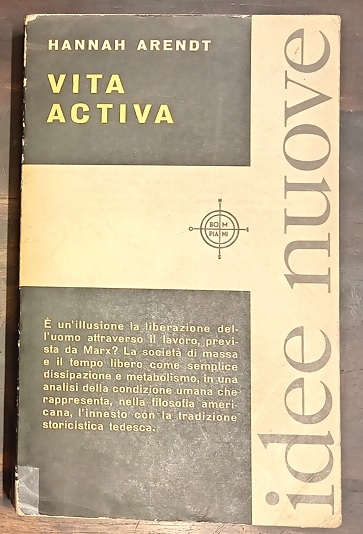 HANNAH ARENDT
VITA
ACTIVA
N
O
E
BOM
PIANI
S
È un'illusione la liberazione del-
l'uomo attraverso il lavoro, previ-
sta da Marx? La società di massa
e il tempo libero come semplice
dissipazione e metabolismo, in una
analisi della condizione umana che
rappresenta, nella filosofia ameri-
cana, l'innesto con la tradizione
storicistica tedesca.
idee nuove